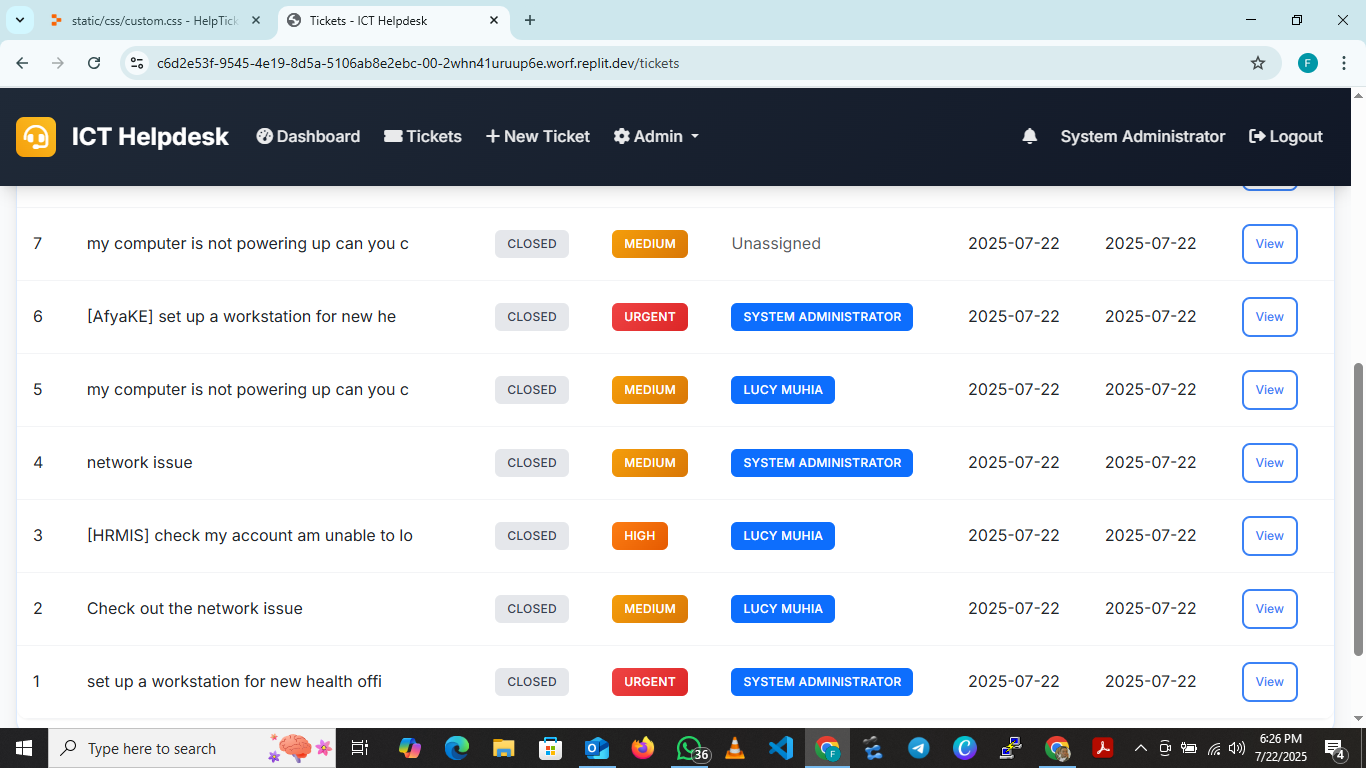 static/css/custom.css - HelpTick
Tickets - ICT Helpdesk
c6d2e53f-9545-4e19-8d5a-5106ab8e2ebc-00-2whn41uruup6e.worf.replit.dev/tickets
F
ICT Helpdesk Dashboard Tickets New Ticket Admin System Administrator Logout
7 my computer is not powering up can you c CLOSED MEDIUM Unassigned 2025-07-22 2025-07-22 View
6 [AfyaKE] set up a workstation for new he CLOSED URGENT SYSTEM ADMINISTRATOR 2025-07-22 2025-07-22 View
5 my computer is not powering up can you c CLOSED MEDIUM LUCY MUHIA 2025-07-22 2025-07-22 View
4 network issue CLOSED MEDIUM SYSTEM ADMINISTRATOR 2025-07-22 2025-07-22 View
3 [HRMIS] check my account am unable to lo CLOSED HIGH LUCY MUHIA 2025-07-22 2025-07-22 View
2 Check out the network issue CLOSED MEDIUM LUCY MUHIA 2025-07-22 2025-07-22 View
1 set up a workstation for new health offi CLOSED URGENT SYSTEM ADMINISTRATOR 2025-07-22 2025-07-22 View
Type here to search
36
F
6:26 PM
7/22/2025
4